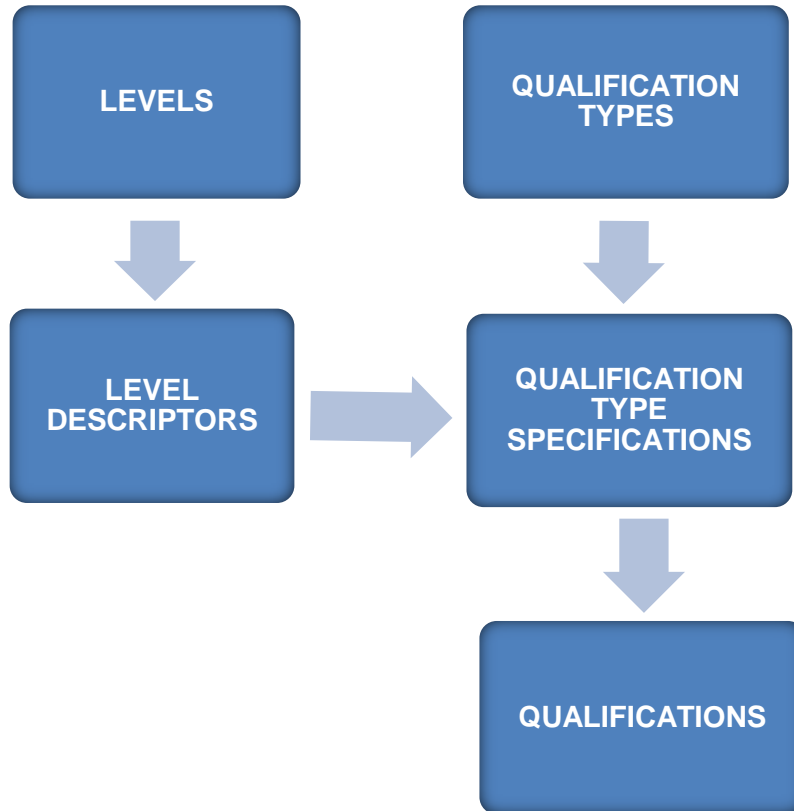 LEVELS
QUALIFICATION
TYPES
LEVEL
DESCRIPTORS
QUALIFICATION
TYPE
SPECIFICATIONS
QUALIFICATIONS